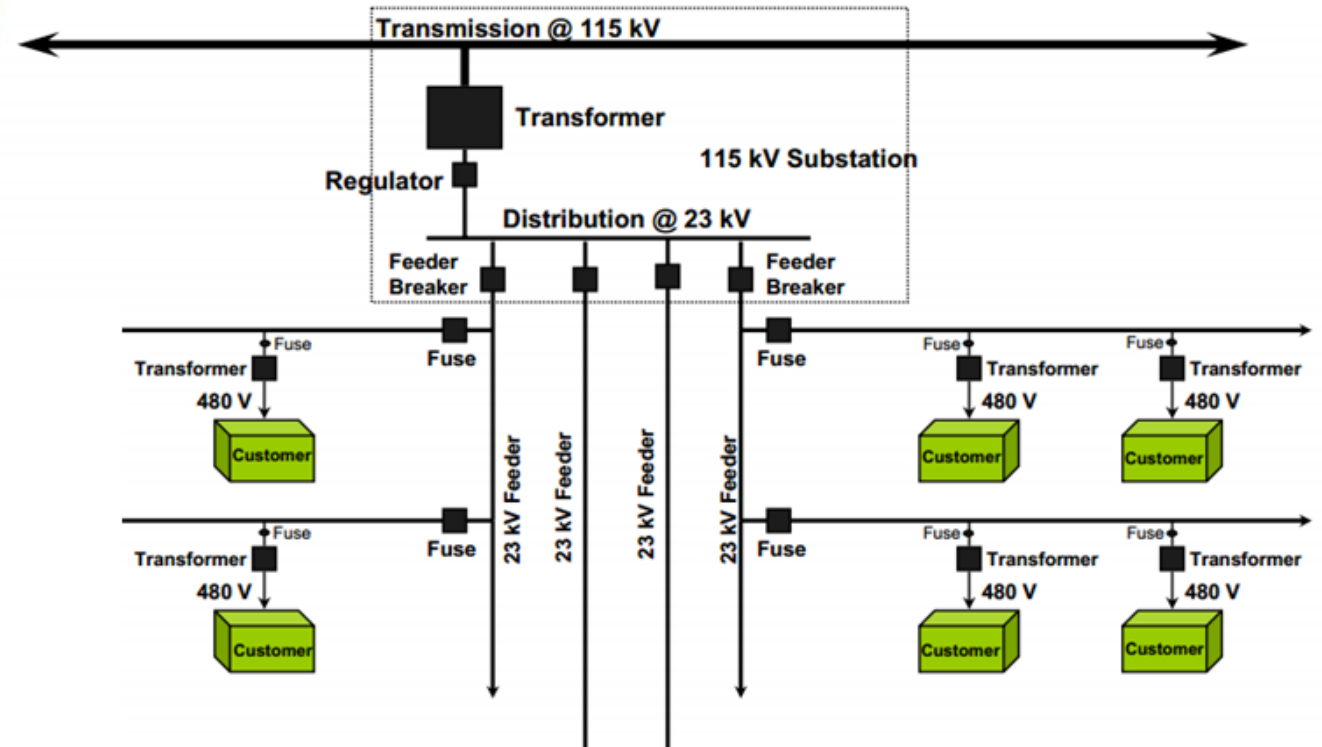 Transmission @ 115 kV
Transformer
115 kV Substation
Regulator
Distribution @ 23 kV
Feeder
Breaker
Feeder
Breaker
Fuse
Transformer
480 V
Customer
Fuse
Fuse
Fuse
Transformer
480 V
Customer
Fuse
Transformer
480 V
Customer
23 kV Feeder
23 kV Feeder
23 kV Feeder
23 kV Feeder
Fuse
Transformer
480 V
Customer
Fuse
Fuse
Fuse
Transformer
480 V
Customer
Fuse
Transformer
480 V
Customer